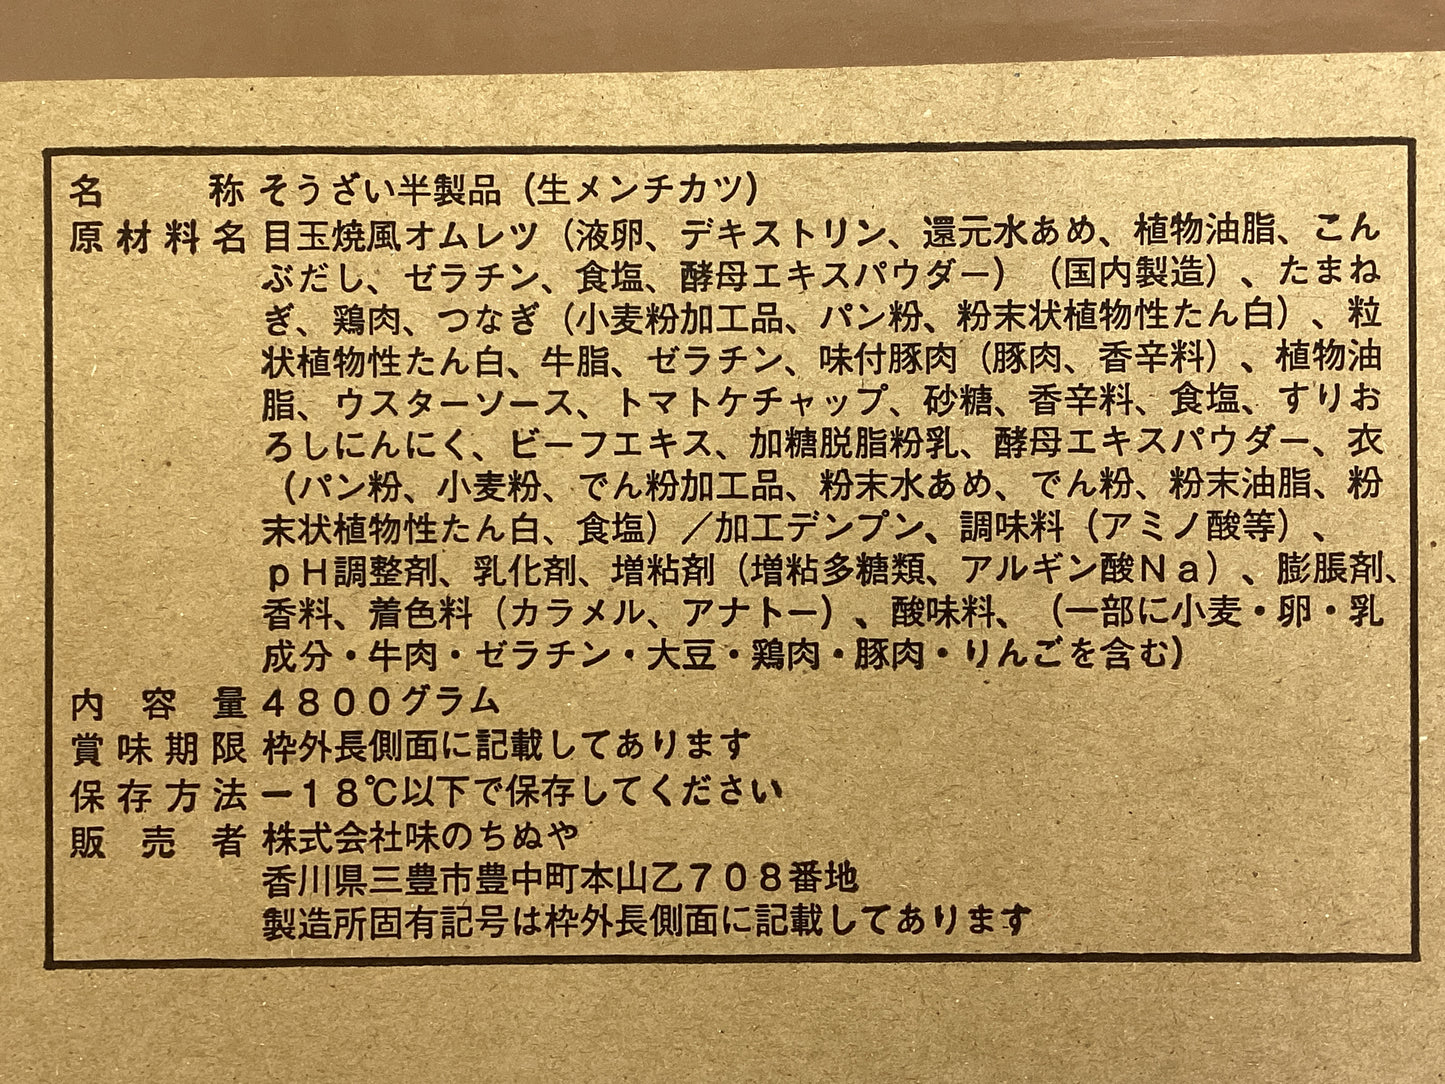 名称 そうざい半製品（生メンチカツ）
原材料名 目玉焼風オムレツ（液卵、デキストリン、還元水あめ、植物油脂、こん
ぶだし、ゼラチン、食塩、酵母エキスパウダー）（国内製造）、たまね
ぎ、鶏肉、つなぎ（小麦粉加工品、パン粉、粉末状植物性たん白）、粒
状植物性たん白、牛脂、ゼラチン、味付豚肉（豚肉、香辛料）、植物油
脂、ウスターソース、トマトケチャップ、砂糖、香辛料、食塩、すりお
ろしにんにく、ビーフエキス、加糖脱脂粉乳、酵母エキスパウダー、衣
（パン粉、小麦粉、でん粉加工品、粉末水あめ、でん粉、粉末油脂、粉
末状植物性たん白、食塩）／加工デンプン、調味料（アミノ酸等）、
ｐＨ調整剤、乳化剤、増粘剤（増粘多糖類、アルギン酸Ｎａ）、膨脹剤、
香料、着色料（カラメル、アナトー）、酸味料、（一部に小麦・卵・乳
成分・牛肉・ゼラチン・大豆・鶏肉・豚肉・りんごを含む）
内容量 ４８００グラム
賞味期限 枠外長側面に記載してあります
保存方法 －１８℃以下で保存してください
販売者 株式会社味のちぬや
香川県三豊市豊中町本山乙７０８番地
製造所固有記号は枠外長側面に記載してあります